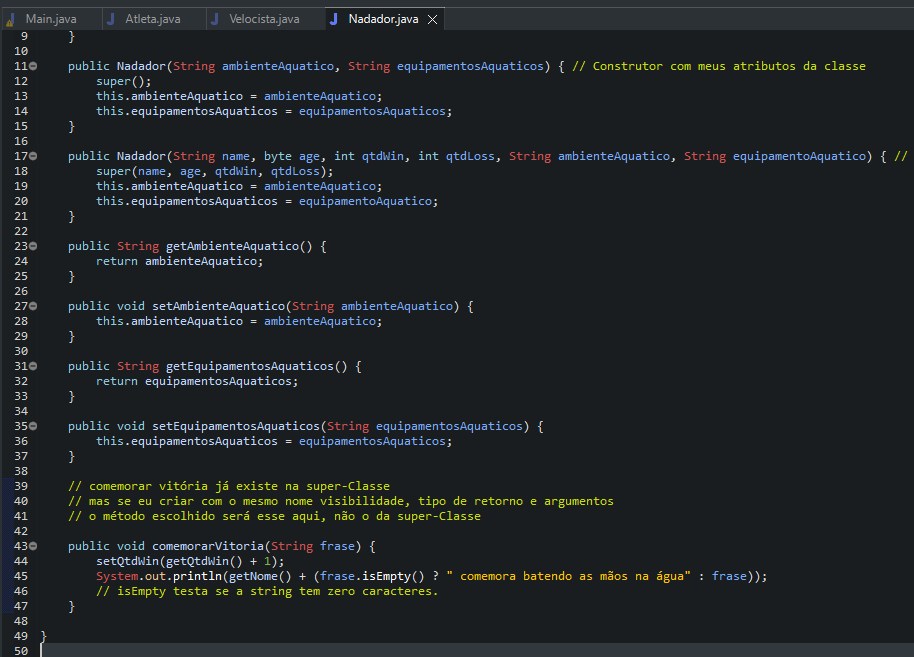 Main.java Atleta.java Velocista.java Nadador.java
9 }
10
11 public Nadador(String ambienteAquatico, String equipamentosAquaticos) { // Construtor com meus atributos da classe
12 super();
13 this.ambienteAquatico = ambienteAquatico;
14 this.equipamentosAquaticos = equipamentosAquaticos;
15 }
16
17 public Nadador(String name, byte age, int qtdWin, int qtdLoss, String ambienteAquatico, String equipamentoAquatico) { //
18 super(name, age, qtdWin, qtdLoss);
19 this.ambienteAquatico = ambienteAquatico;
20 this.equipamentosAquaticos = equipamentoAquatico;
21 }
22
23 public String getAmbienteAquatico() {
24 return ambienteAquatico;
25 }
26
27 public void setAmbienteAquatico(String ambienteAquatico) {
28 this.ambienteAquatico = ambienteAquatico;
29 }
30
31 public String getEquipamentosAquaticos() {
32 return equipamentosAquaticos;
33 }
34
35 public void setEquipamentosAquaticos(String equipamentosAquaticos) {
36 this.equipamentosAquaticos = equipamentosAquaticos;
37 }
38
39 // comemorar vitória já existe na super-Classe
40 // mas se eu criar com o mesmo nome visibilidade, tipo de retorno e argumentos
41 // o método escolhido será esse aqui, não o da super-Classe
42
43 public void comemorarVitoria(String frase) {
44 setQtdWin(getQtdWin() + 1);
45 System.out.println(getNome() + (frase.isEmpty() ? " comemora batendo as mãos na água" : frase));
46 // isEmpty testa se a string tem zero caracteres.
47 }
48
49 }
50